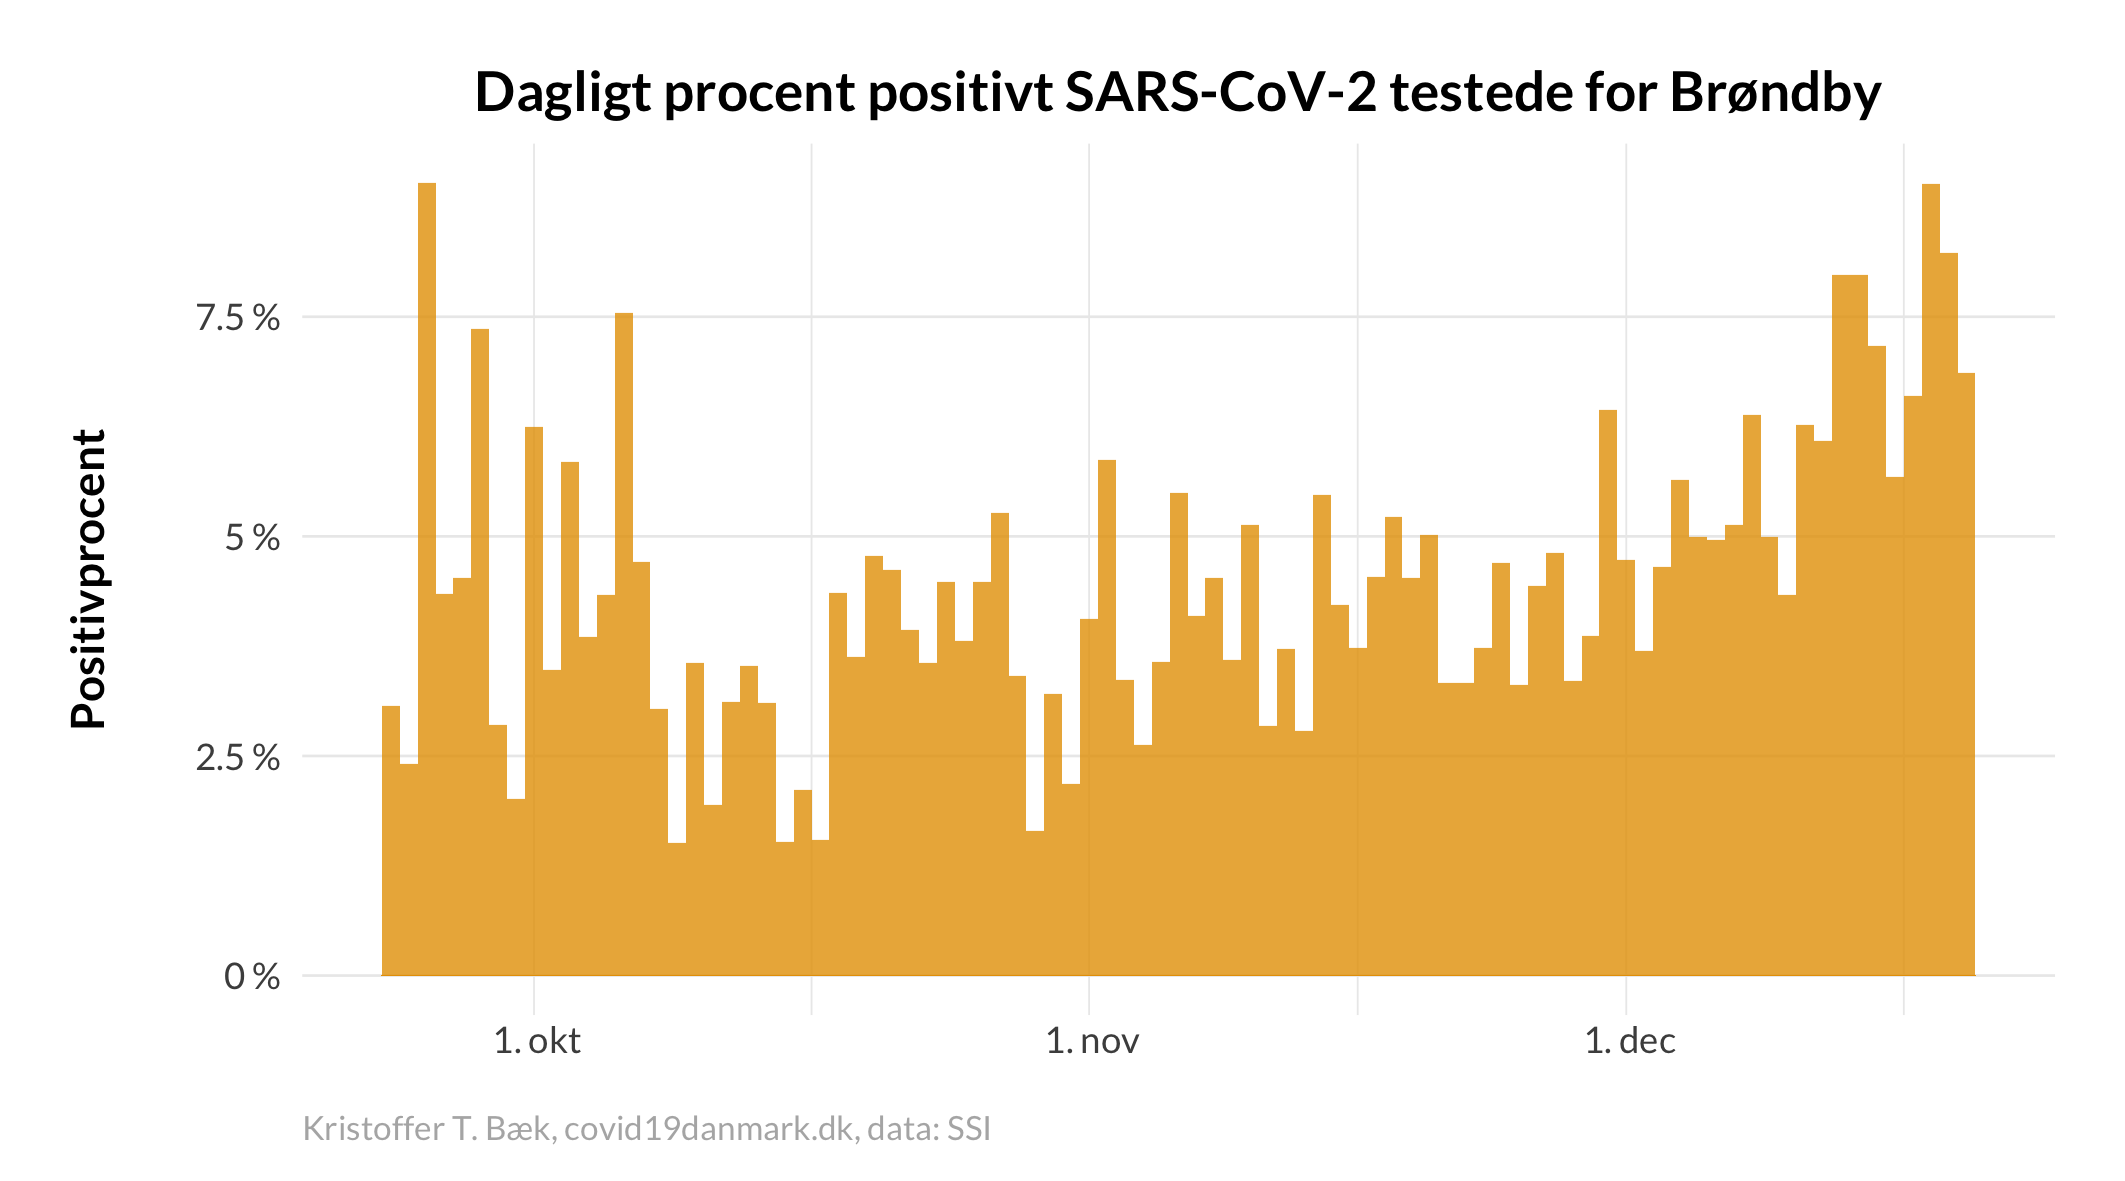 Dagligt procent positivt SARS-CoV-2 testede for Brøndby
Positivprocent
7.5 %
5 %
2.5 %
0 %
1. okt
1. nov
1. dec
Kristoffer T. Bæk, covid19danmark.dk, data: SSI